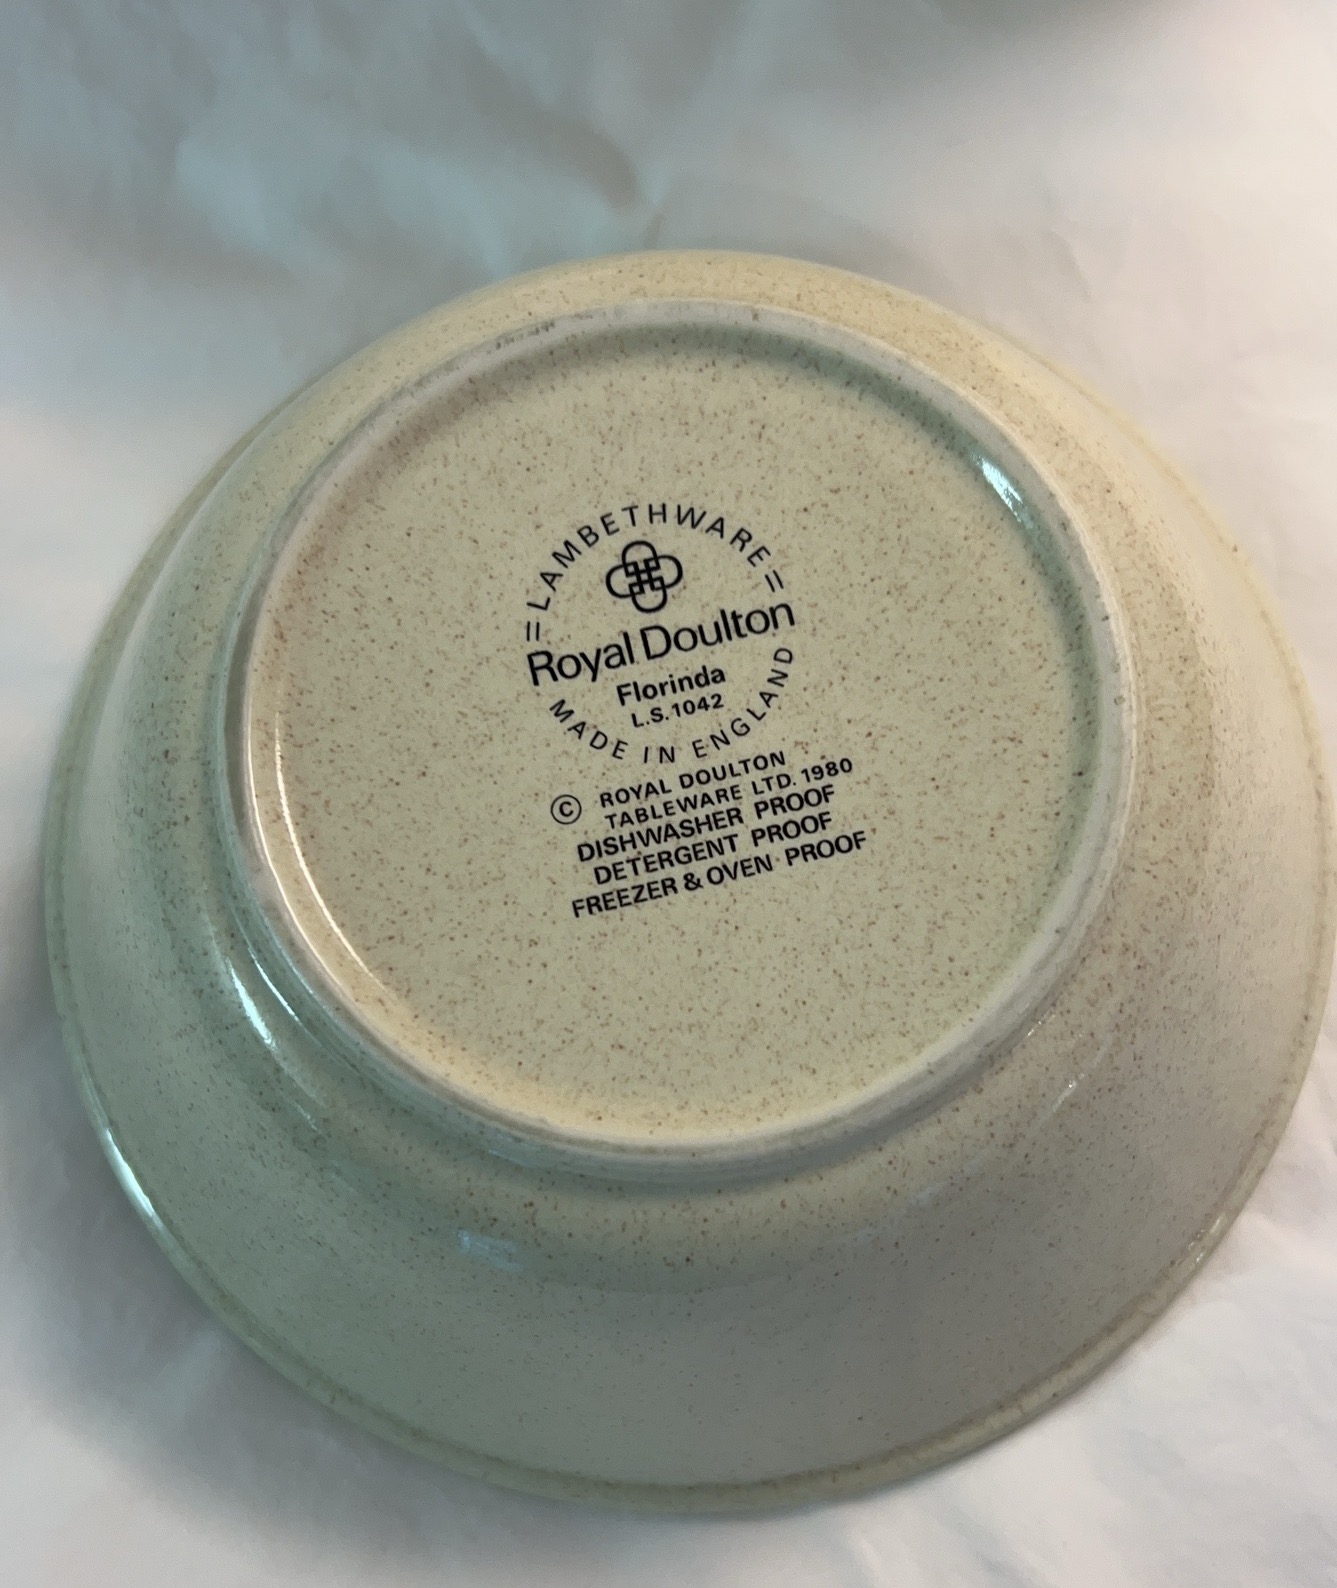 =LAMBETHWARE=
Royal Doulton
Florinda
L.S.1042
MADE IN ENGLAND
© ROYAL DOULTON
TABLEWARE LTD. 1980
DISHWASHER PROOF
DETERGENT PROOF
FREEZER & OVEN PROOF